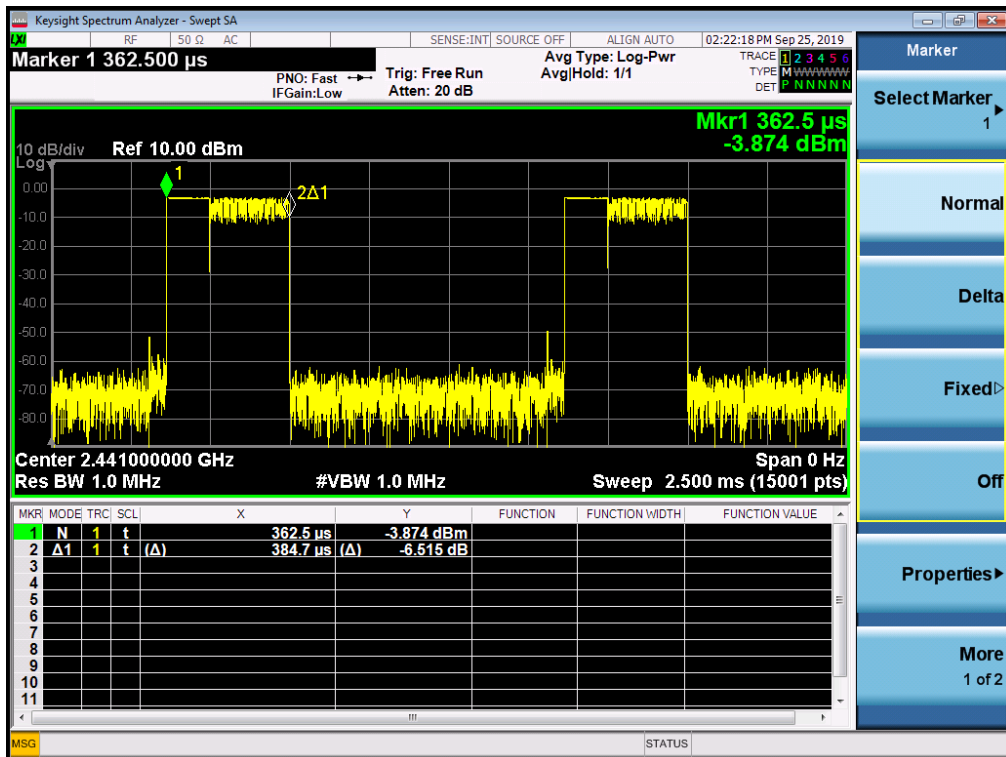 Keysight Spectrum Analyzer - Swept SA
LXI RF 50 Ω AC SENSE:INT SOURCE OFF ALIGN AUTO 02:22:18 PM Sep 25, 2019
Marker 1 362.500 µs
PNO: Fast
IFGain:Low
Trig: Free Run
Atten: 20 dB
Avg Type: Log-Pwr
Avg|Hold: 1/1
TRACE 1 2 3 4 5 6
TYPE M WWWWW
DET P N N N N N
Mkr1 362.5 µs
-3.874 dBm
10 dB/div Ref 10.00 dBm
Log
1
2Δ1
0.00
-10.0
-20.0
-30.0
-40.0
-50.0
-60.0
-70.0
-80.0
Center 2.441000000 GHz Span 0 Hz
Res BW 1.0 MHz #VBW 1.0 MHz Sweep 2.500 ms (15001 pts)
MKR MODE TRC SCL X Y FUNCTION FUNCTION WIDTH FUNCTION VALUE
1 N 1 t 362.5 µs -3.874 dBm
2 Δ1 1 t (Δ) 384.7 µs (Δ) -6.515 dB
3
4
5
6
7
8
9
10
11
MSG STATUS
Marker
Select Marker
1
Normal
Delta
Fixed
Off
Properties
More
1 of 2